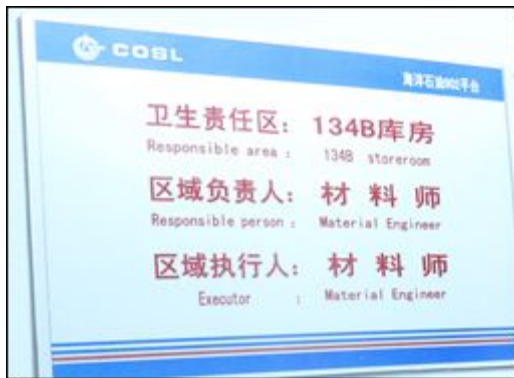 COSL
海洋石油902平台
卫生责任区: 134B库房
Responsible area : 134B storeroom
区域负责人: 材料师
Responsible person : Material Engineer
区域执行人: 材料师
Executor : Material Engineer